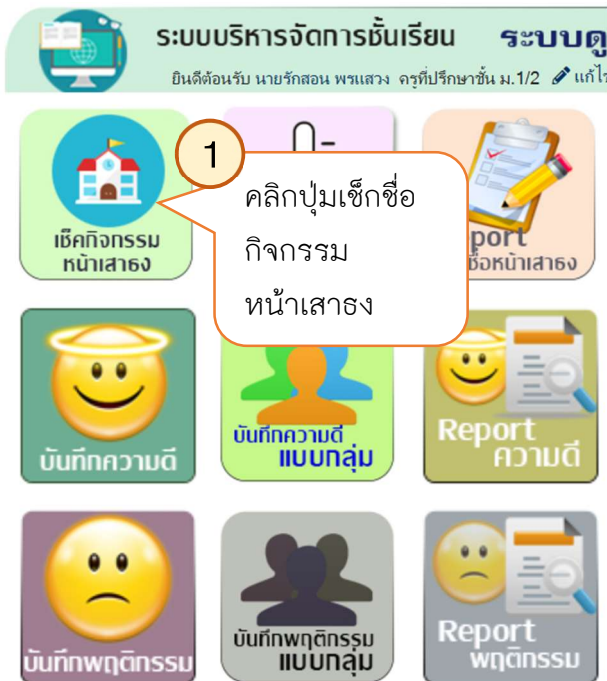 ระบบบริหารจัดการชั้นเรียน ระบบดู
ยินดีต้อนรับ นายรักสอน พรแสวง ครูที่ปรึกษาชั้น ม.1/2 แก้ไข
1
คลิกปุ่มเช็กชื่อ
กิจกรรม
หน้าเสาธง
เช็คกิจกรรม
หน้าเสาธง
port
ชื่อหน้าเสาธง
บันทึกความดี
บันทึกความดี
แบบกลุ่ม
Report
ความดี
บันทึกพฤติกรรม
บันทึกพฤติกรรม
แบบกลุ่ม
Report
พฤติกรรม